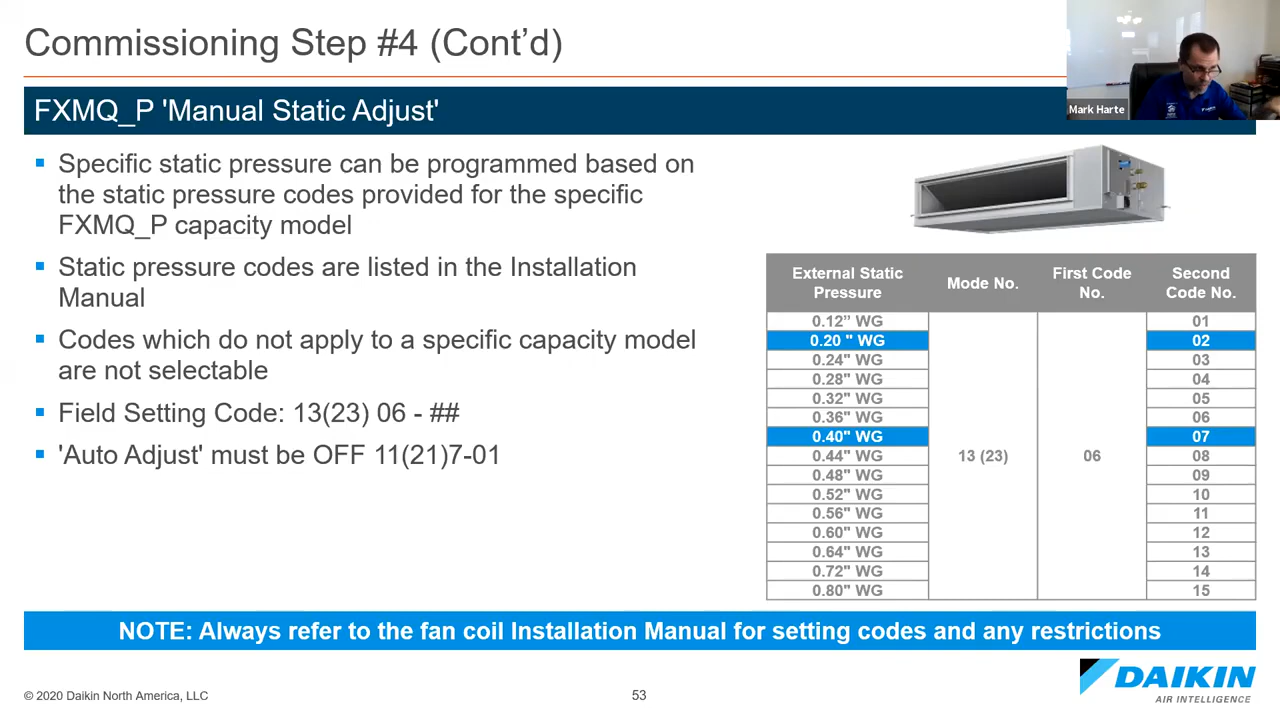 Commissioning Step #4 (Cont’d)
Mark Harte
FXMQ_P 'Manual Static Adjust'
▪ Specific static pressure can be programmed based on
the static pressure codes provided for the specific
FXMQ_P capacity model
▪ Static pressure codes are listed in the Installation
Manual
▪ Codes which do not apply to a specific capacity model
are not selectable
▪ Field Setting Code: 13(23) 06 - ##
▪ 'Auto Adjust' must be OFF 11(21)7-01
External Static Pressure Mode No. First Code No. Second Code No.
0.12” WG 01
0.20 " WG 02
0.24" WG 03
0.28" WG 04
0.32" WG 05
0.36" WG 06
0.40" WG 07
0.44" WG 13 (23) 06 08
0.48" WG 09
0.52" WG 10
0.56" WG 11
0.60" WG 12
0.64" WG 13
0.72" WG 14
0.80" WG 15
NOTE: Always refer to the fan coil Installation Manual for setting codes and any restrictions
© 2020 Daikin North America, LLC
53
DAIKIN
AIR INTELLIGENCE